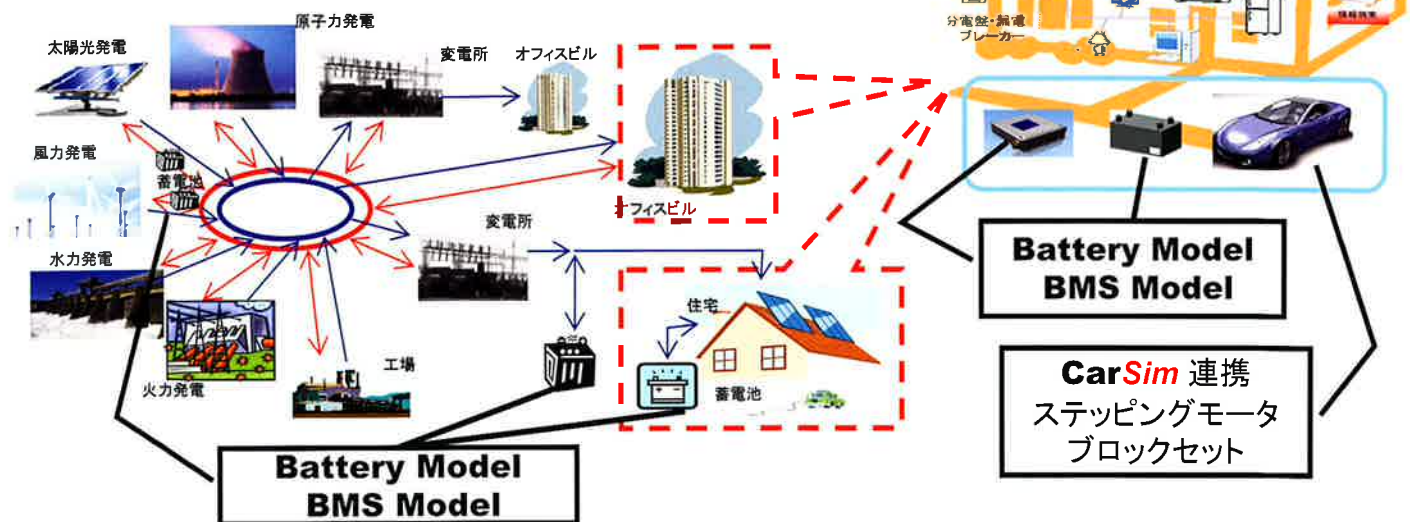 原子力発電
太陽光発電
変電所
オフィスビル
分電盤・漏電
ブレーカー
情報機器
風力発電
蓄電池
オフィスビル
変電所
水力発電
住宅
工場
火力発電
蓄電池
Battery Model
BMS Model
Battery Model
BMS Model
CarSim 連携
ステッピングモータ
ブロックセット